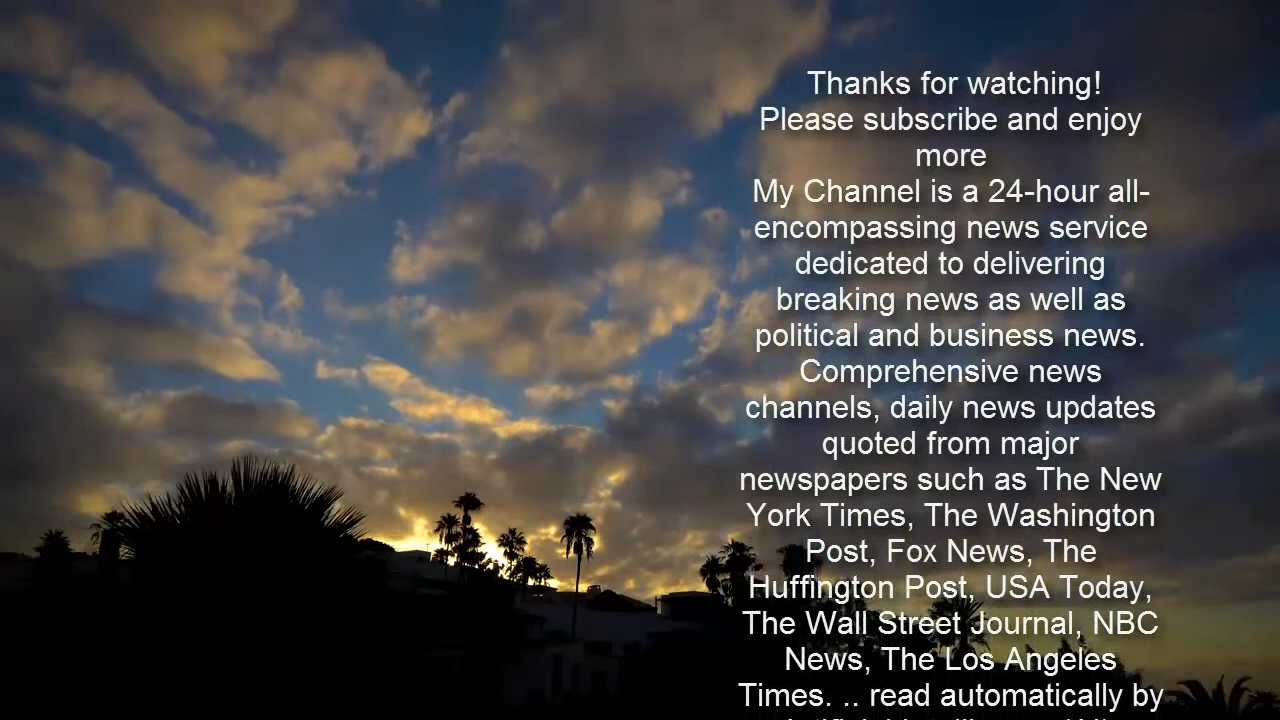 Thanks for watching!
Please subscribe and enjoy
more
My Channel is a 24-hour all-
encompassing news service
dedicated to delivering
breaking news as well as
political and business news.
Comprehensive news
channels, daily news updates
quoted from major
newspapers such as The New
York Times, The Washington
Post, Fox News, The
Huffington Post, USA Today,
The Wall Street Journal, NBC
News, The Los Angeles
Times. .. read automatically by